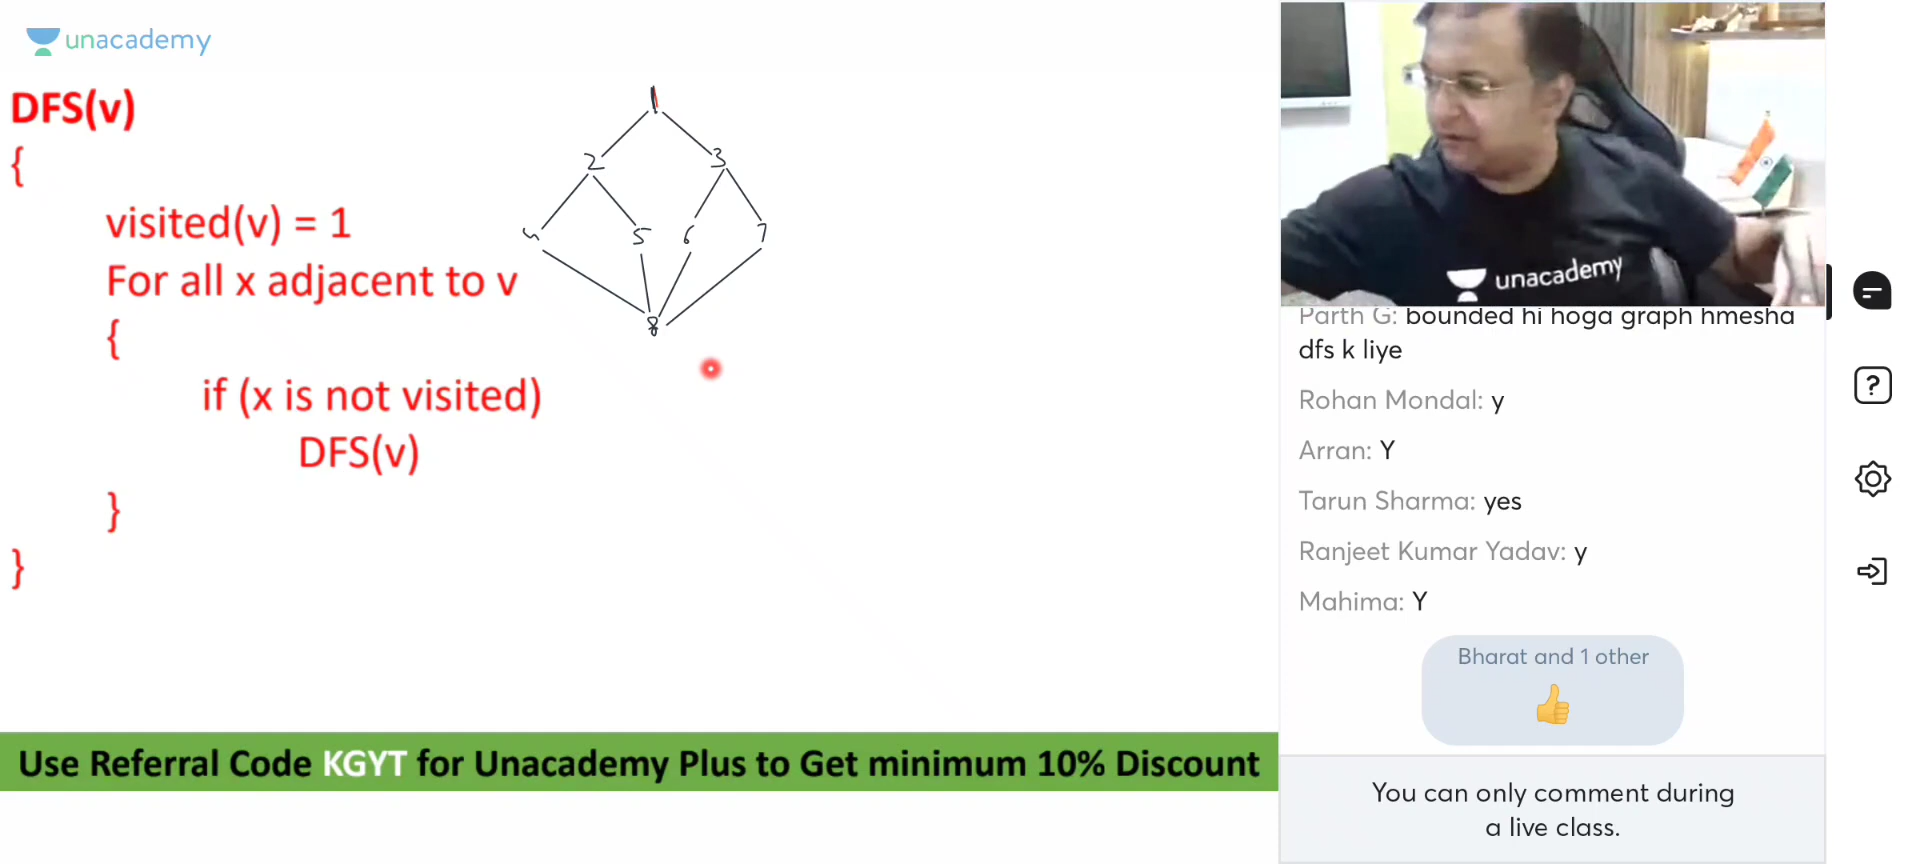 unacademy
DFS(v)
{
visited(v) = 1
For all x adjacent to v
{
if (x is not visited)
DFS(v)
}
}
1
2 3
4 5 6 7
8
Use Referral Code KGYT for Unacademy Plus to Get minimum 10% Discount
unacademy
Parth G: bounded hi hoga graph hmesha
dfs k liye
Rohan Mondal: y
Arran: Y
Tarun Sharma: yes
Ranjeet Kumar Yadav: y
Mahima: Y
Bharat and 1 other
You can only comment during
a live class.